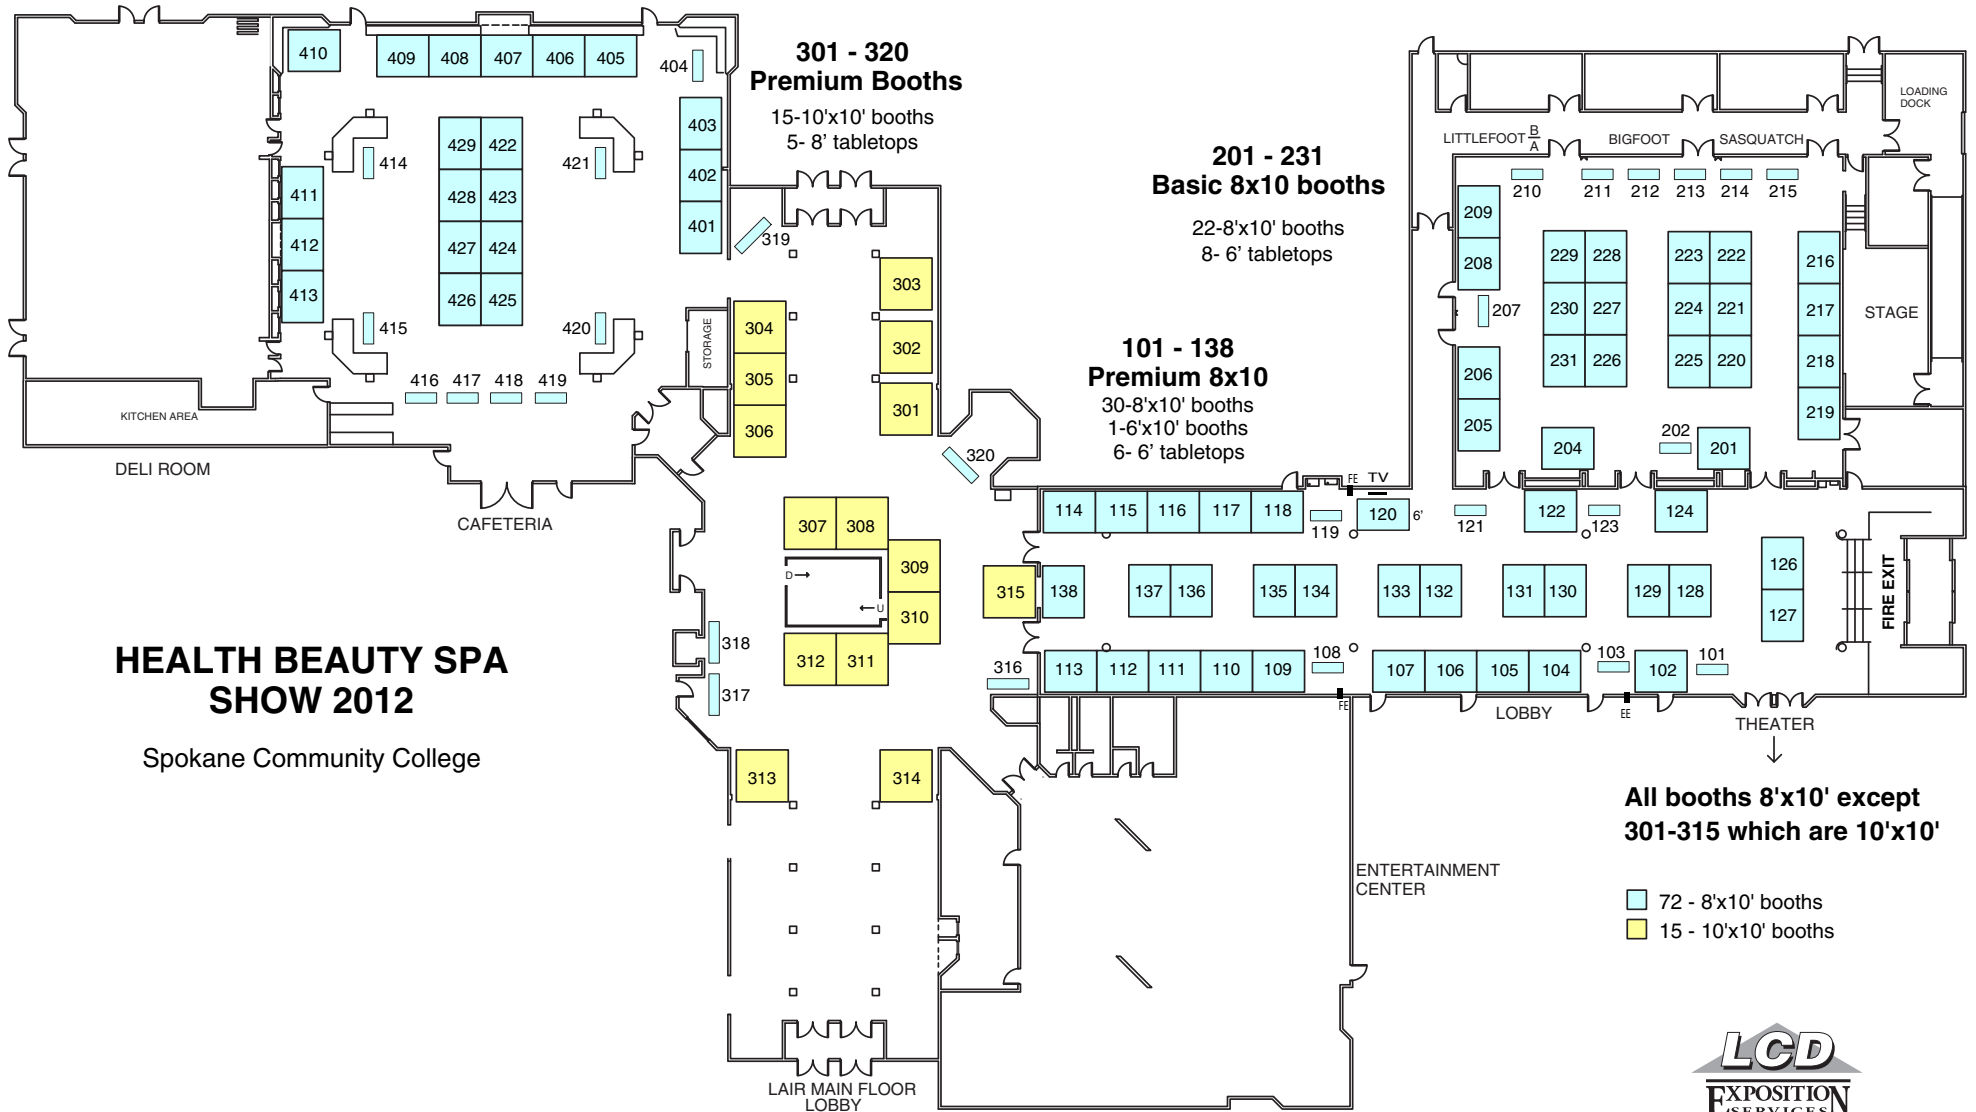 HEALTH BEAUTY SPA
SHOW 2012
Spokane Community College
301 - 320
Premium Booths
15-10'x10' booths
5- 8’ tabletops
201 - 231
Basic 8x10 booths
22-8'x10' booths
8- 6’ tabletops
101 - 138
Premium 8x10
30-8'x10' booths
1-6'x10' booths
6- 6’ tabletops
410
409 408 407 406 405
404
403
402
401
414
421
429 422
428 423
427 424
426 425
411
412
413
415
420
416 417 418 419
KITCHEN AREA
DELI ROOM
CAFETERIA
STORAGE
319
303
302
301
304
305
306
320
307 308
309
310
D
U
312 311
315
318
317
316
313
314
LAIR MAIN FLOOR
LOBBY
LITTLEFOOT B
A
BIGFOOT
SASQUATCH
LOADING
DOCK
STAGE
210 211 212 213 214 215
209
208
207
206
205
229 228
230 227
231 226
223 222
224 221
225 220
216
217
218
219
204
202
201
FE
TV
114 115 116 117 118
119
120
6’
121
122
123
124
138
137 136
135 134
133 132
131 130
129 128
126
127
FIRE EXIT
113 112 111 110 109
108
107 106 105 104
103
102
101
FE
LOBBY
EE
THEATER
ENTERTAINMENT
CENTER
All booths 8'x10' except
301-315 which are 10'x10'
72 - 8'x10' booths
15 - 10'x10' booths
LCD
EXPOSITION
SERVICES